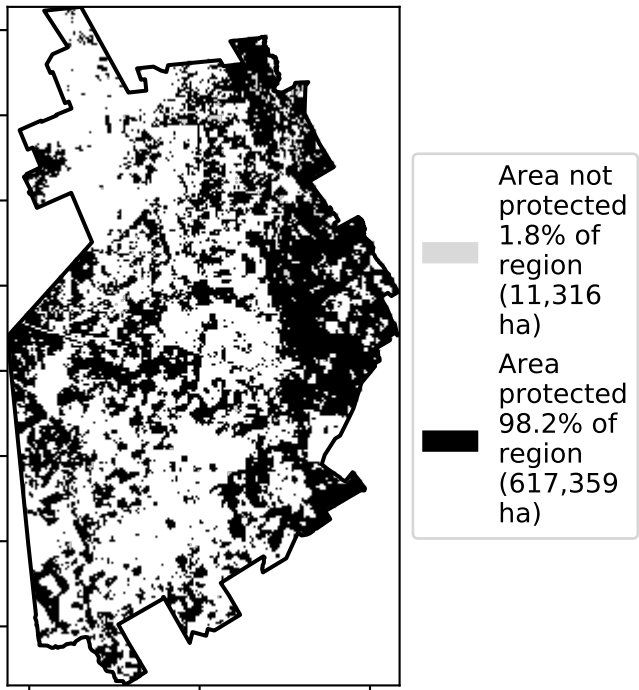 Area not
protected
1.8% of
region
(11,316
ha)
Area
protected
98.2% of
region
(617,359
ha)